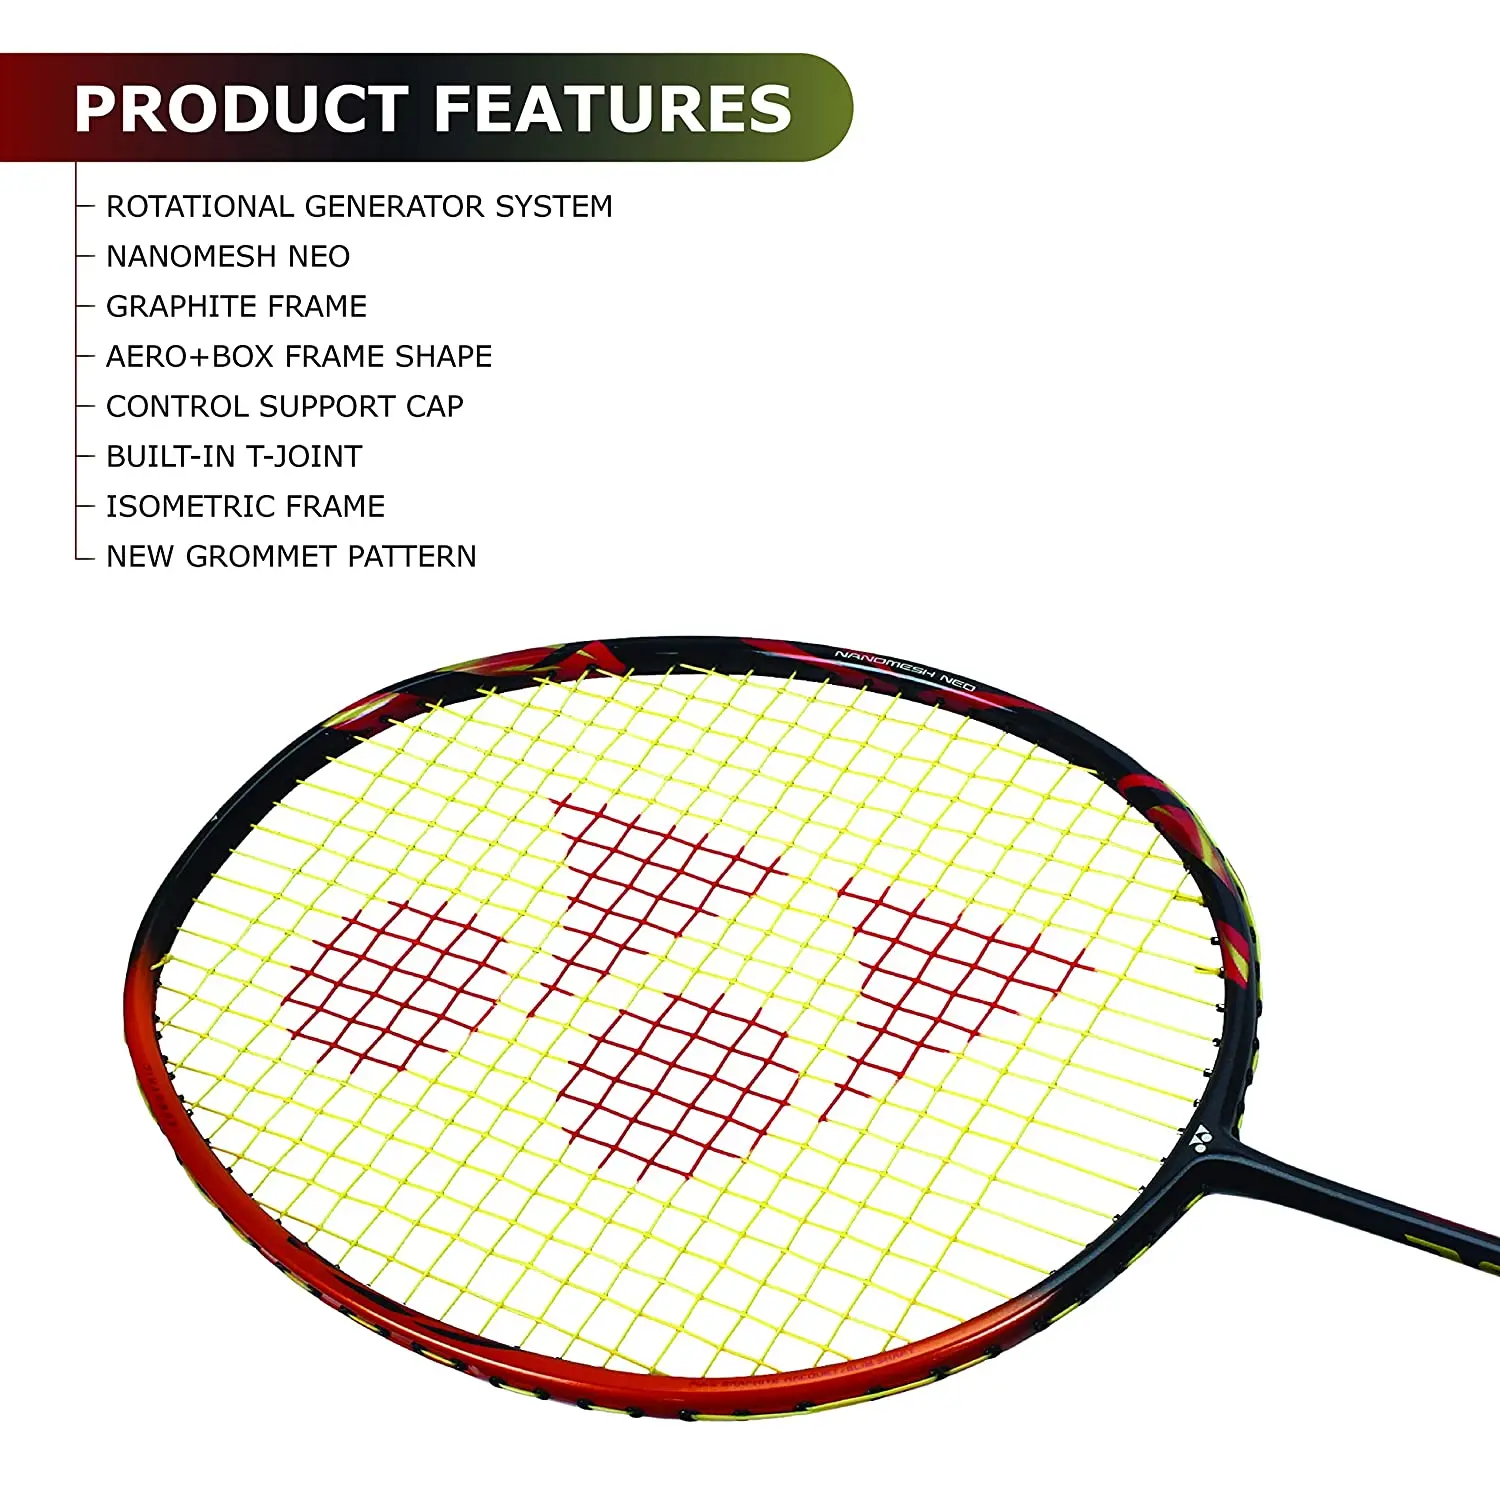 PRODUCT FEATURES
ROTATIONAL GENERATOR SYSTEM
NANOMESH NEO
GRAPHITE FRAME
AERO+BOX FRAME SHAPE
CONTROL SUPPORT CAP
BUILT-IN T-JOINT
ISOMETRIC FRAME
NEW GROMMET PATTERN
NANOMESH NEO